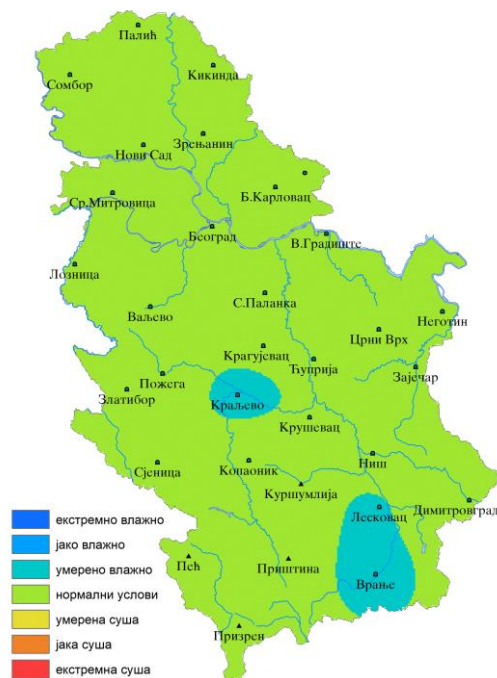 Палић
Кикинда
Сомбор
Зрењанин
Нови Сад
Б.Карловац
Ср.Митровица
Београд
В.Градиште
Лозница
С.Паланка
Ваљево
Неготин
Црни Врх
Крагујевац
Ћуприја
Зајечар
Пожега
Златибор
Краљево
Крушевац
Ниш
Сјеница
Копаоник
Куршумлија
Димитровград
Лесковац
Пећ
Приштина
Врање
Призрен
екстремно влажно
јако влажно
умерено влажно
нормални услови
умерена суша
јака суша
екстремна суша